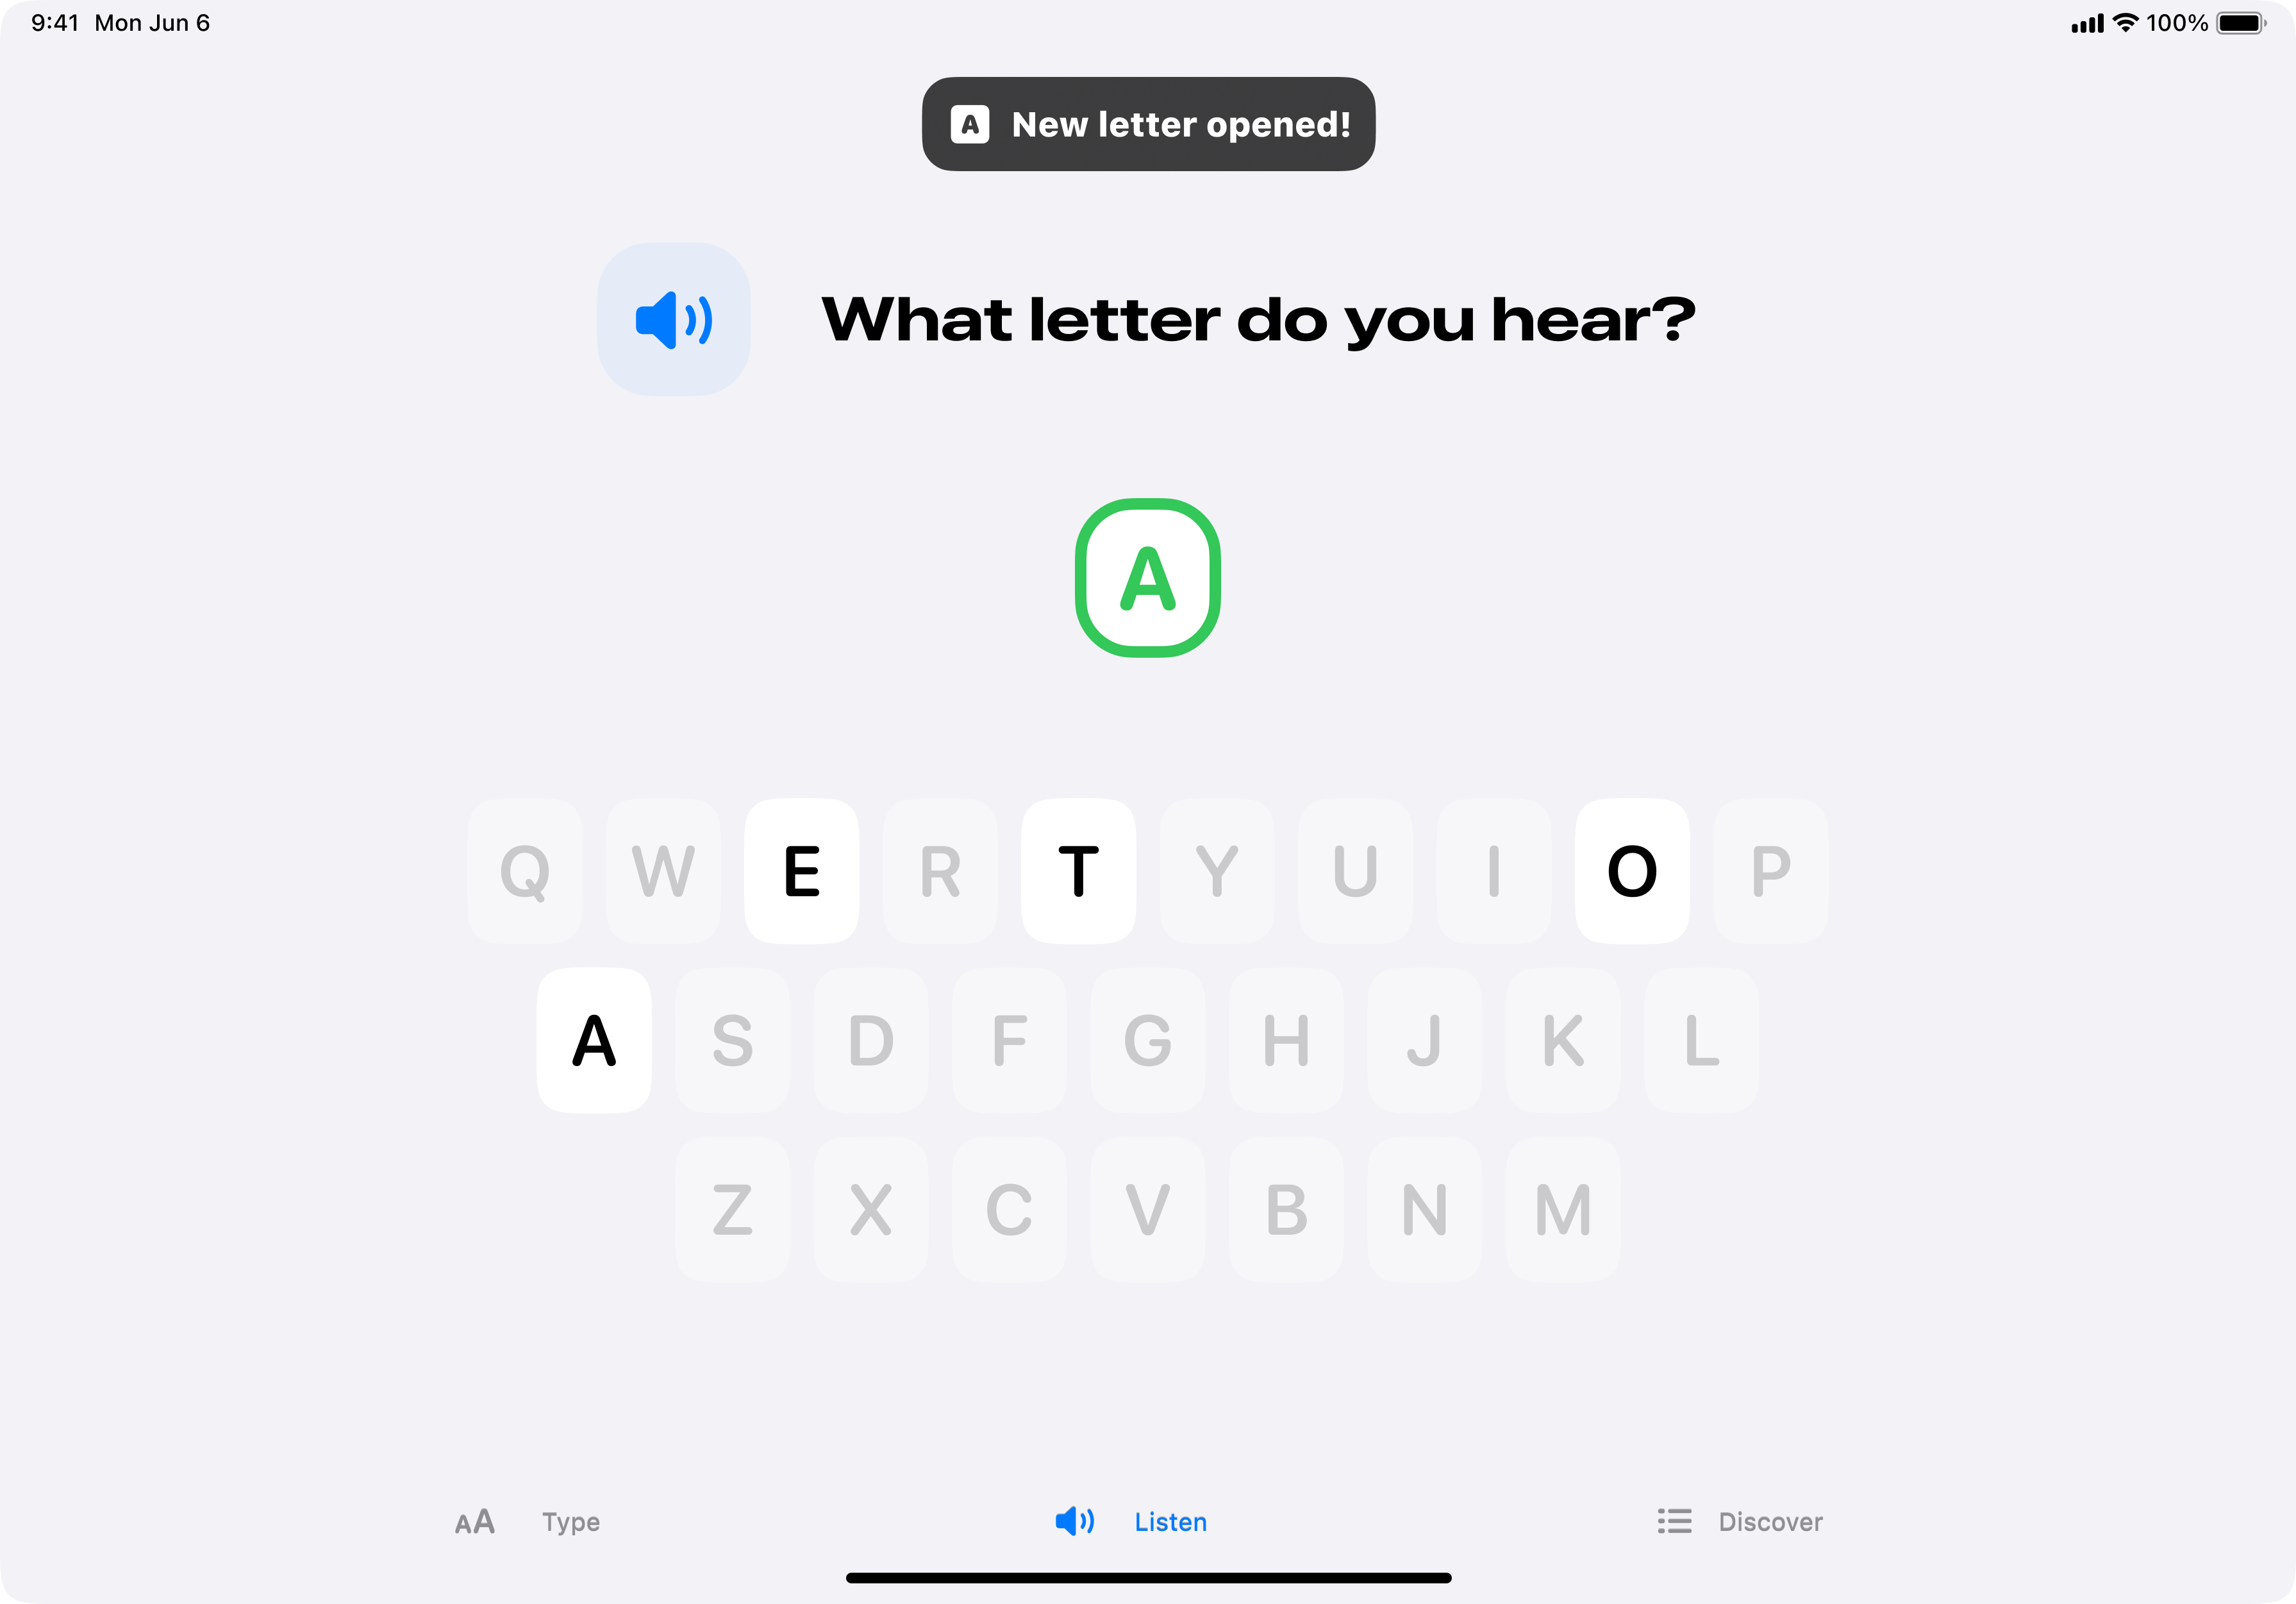 9:41 Mon Jun 6 100%
A New letter opened!
What letter do you hear?
A
Q W E R T Y U I O P
A S D F G H J K L
Z X C V B N M
AA Type Listen Discover